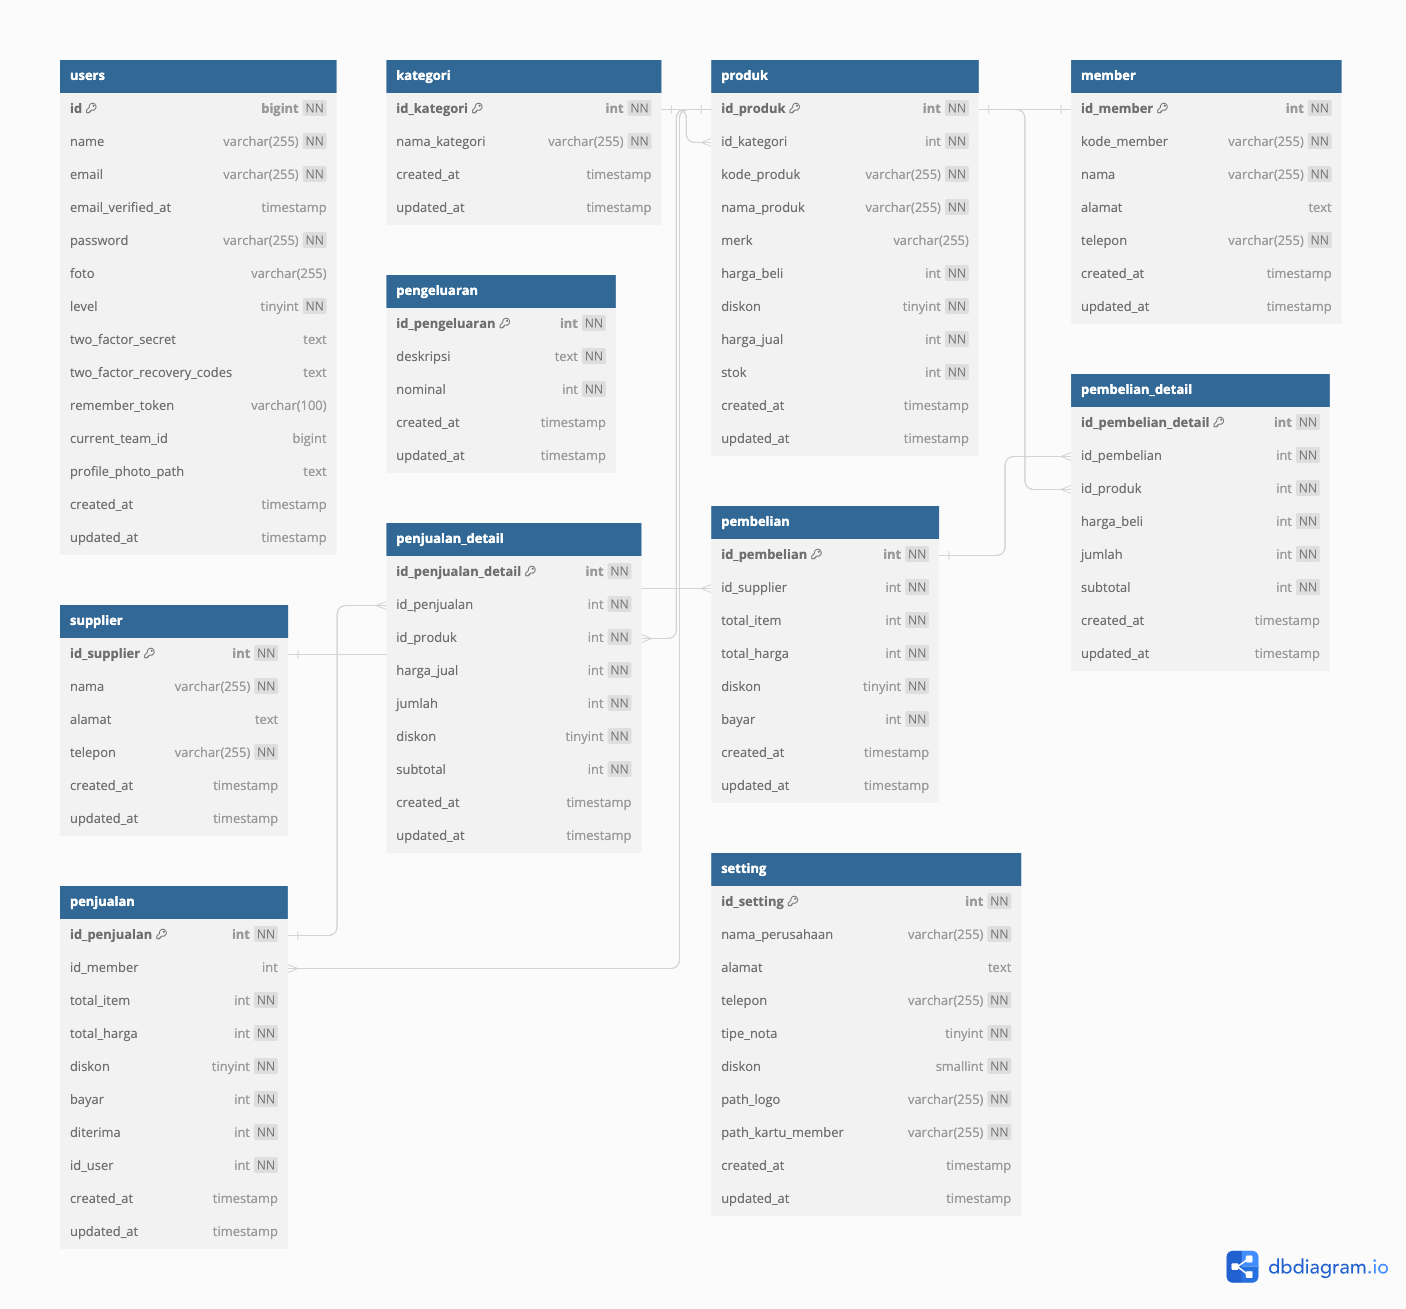 users
id bigint NN
name varchar(255) NN
email varchar(255) NN
email_verified_at timestamp
password varchar(255) NN
foto varchar(255)
level tinyint NN
two_factor_secret text
two_factor_recovery_codes text
remember_token varchar(100)
current_team_id bigint
profile_photo_path text
created_at timestamp
updated_at timestamp
supplier
id_supplier int NN
nama varchar(255) NN
alamat text
telepon varchar(255) NN
created_at timestamp
updated_at timestamp
penjualan
id_penjualan int NN
id_member int
total_item int NN
total_harga int NN
diskon tinyint NN
bayar int NN
diterima int NN
id_user int NN
created_at timestamp
updated_at timestamp
kategori
id_kategori int NN
nama_kategori varchar(255) NN
created_at timestamp
updated_at timestamp
pengeluaran
id_pengeluaran int NN
deskripsi text NN
nominal int NN
created_at timestamp
updated_at timestamp
penjualan_detail
id_penjualan_detail int NN
id_penjualan int NN
id_produk int NN
harga_jual int NN
jumlah int NN
diskon tinyint NN
subtotal int NN
created_at timestamp
updated_at timestamp
produk
id_produk int NN
id_kategori int NN
kode_produk varchar(255) NN
nama_produk varchar(255) NN
merk varchar(255)
harga_beli int NN
diskon tinyint NN
harga_jual int NN
stok int NN
created_at timestamp
updated_at timestamp
pembelian
id_pembelian int NN
id_supplier int NN
total_item int NN
total_harga int NN
diskon tinyint NN
bayar int NN
created_at timestamp
updated_at timestamp
setting
id_setting int NN
nama_perusahaan varchar(255) NN
alamat text
telepon varchar(255) NN
tipe_nota tinyint NN
diskon smallint NN
path_logo varchar(255) NN
path_kartu_member varchar(255) NN
created_at timestamp
updated_at timestamp
member
id_member int NN
kode_member varchar(255) NN
nama varchar(255) NN
alamat text
telepon varchar(255) NN
created_at timestamp
updated_at timestamp
pembelian_detail
id_pembelian_detail int NN
id_pembelian int NN
id_produk int NN
harga_beli int NN
jumlah int NN
subtotal int NN
created_at timestamp
updated_at timestamp
dbdiagram.io